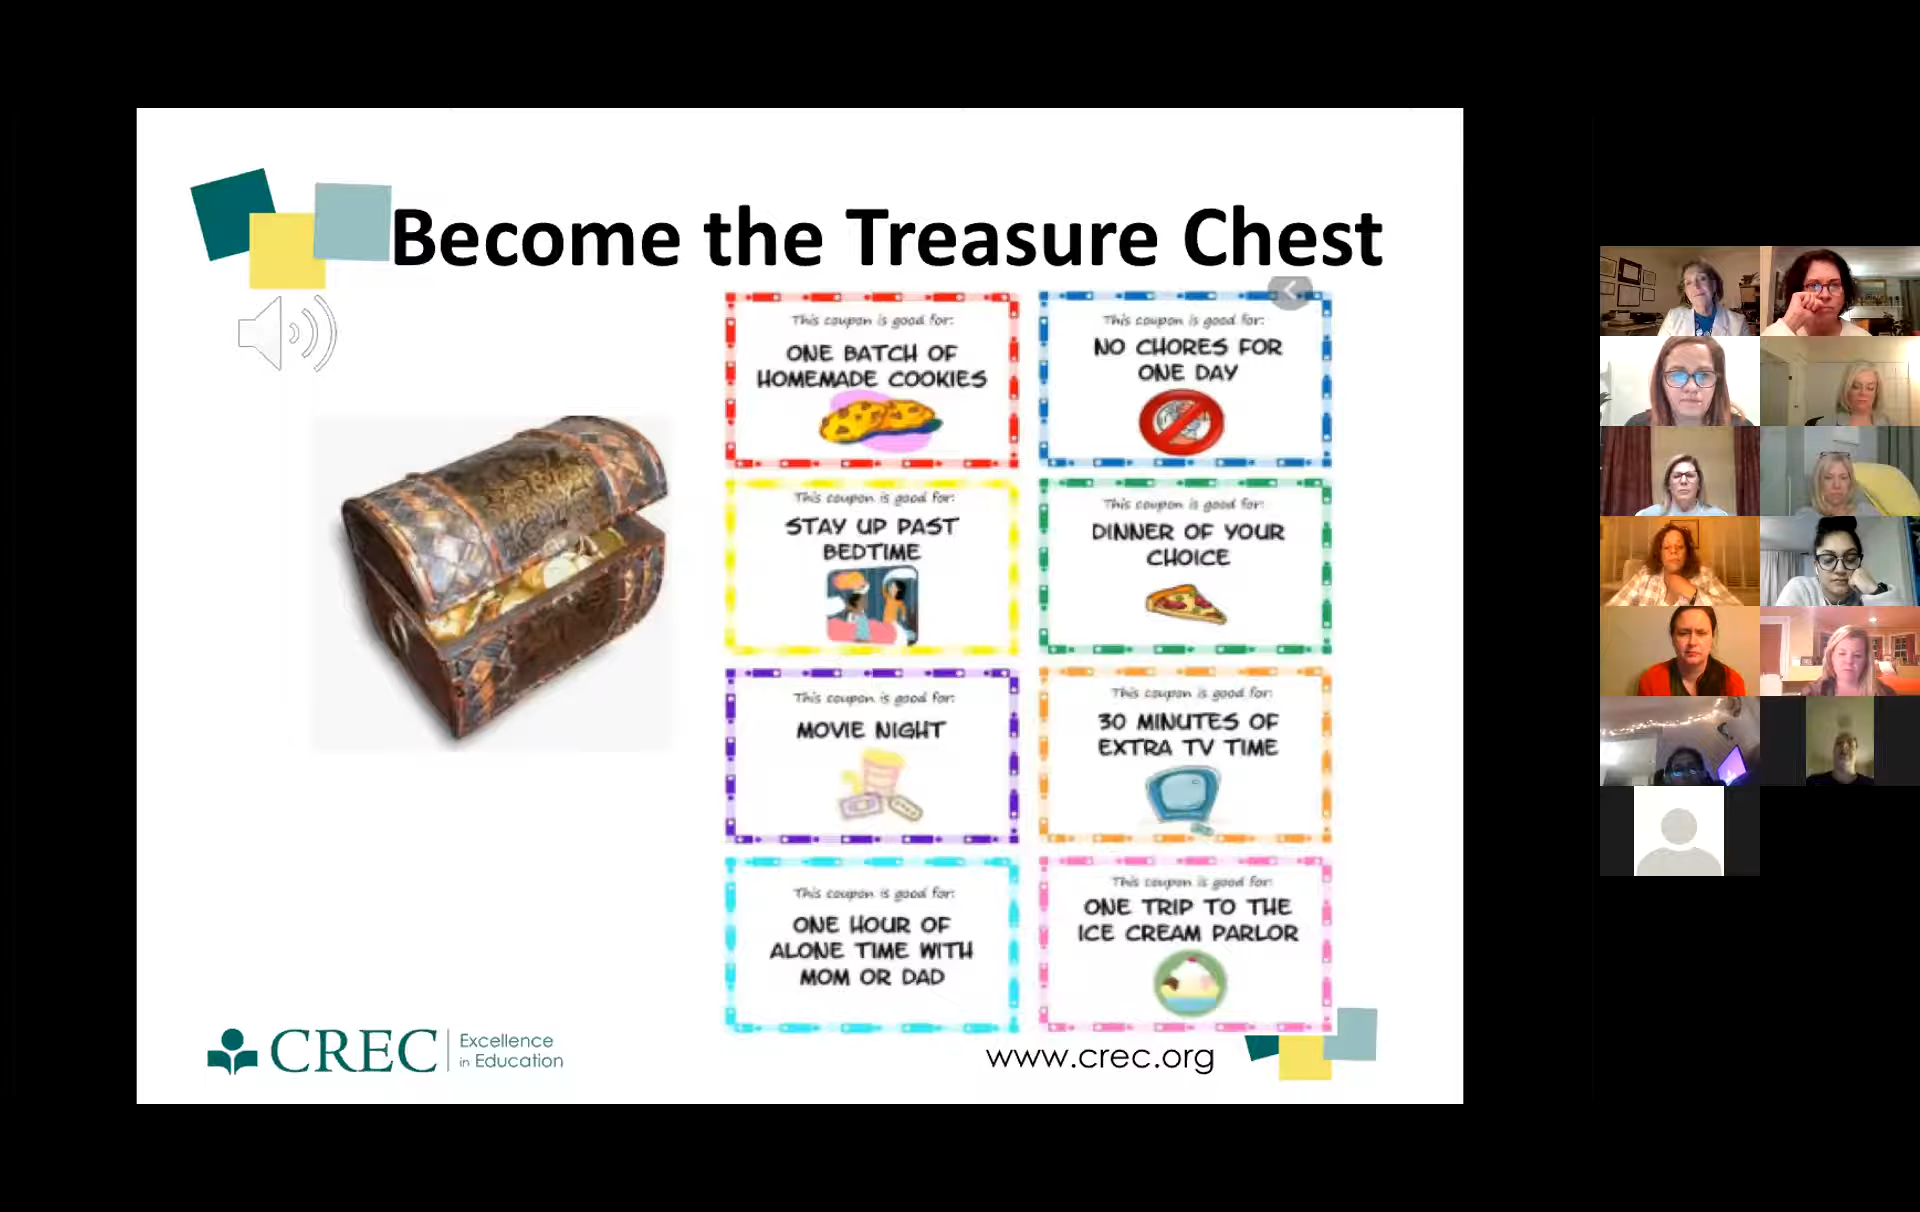 Become the Treasure Chest
This coupon is good for:
ONE BATCH OF
HOMEMADE COOKIES
This coupon is good for:
NO CHORES FOR
ONE DAY
This coupon is good for:
STAY UP PAST
BEDTIME
This coupon is good for:
DINNER OF YOUR
CHOICE
This coupon is good for:
MOVIE NIGHT
This coupon is good for:
30 MINUTES OF
EXTRA TV TIME
This coupon is good for:
ONE HOUR OF
ALONE TIME WITH
MOM OR DAD
This coupon is good for:
ONE TRIP TO THE
ICE CREAM PARLOR
CREC
Excellence
in Education
www.crec.org